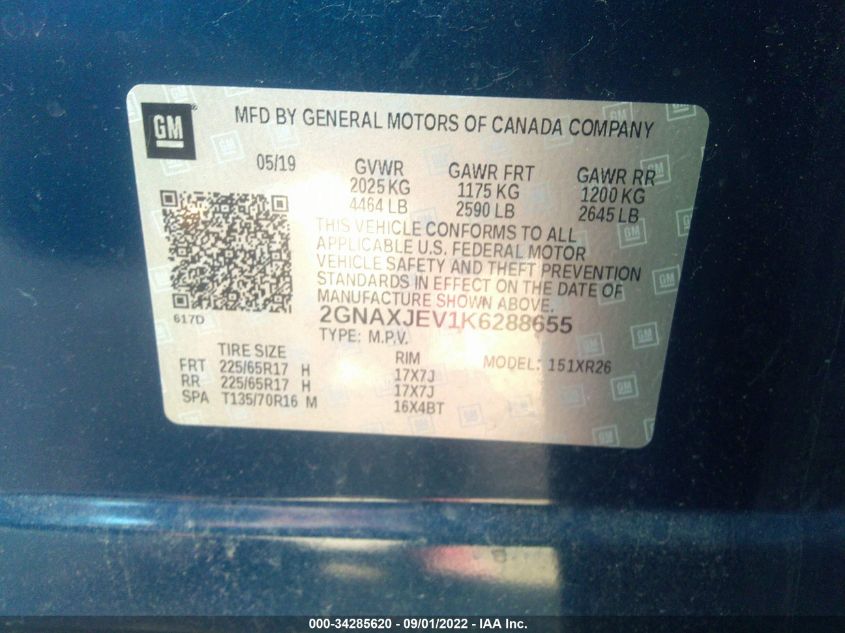 GM
MFD BY GENERAL MOTORS OF CANADA COMPANY
05/19 GVWR GAWR FRT GAWR RR
2025 KG 1175 KG 1200 KG
4464 LB 2590 LB 2645 LB
THIS VEHICLE CONFORMS TO ALL
APPLICABLE U.S. FEDERAL MOTOR
VEHICLE SAFETY AND THEFT PREVENTION
STANDARDS IN EFFECT ON THE DATE OF
MANUFACTURE SHOWN ABOVE.
617D 2GNAXJEV1K6288655
TYPE: M.P.V. MODEL: 151XR26
TIRE SIZE RIM
FRT 225/65R17 H 17X7J
RR 225/65R17 H 17X7J
SPA T135/70R16 M 16X4BT
000-34285620 - 09/01/2022 - IAA Inc.